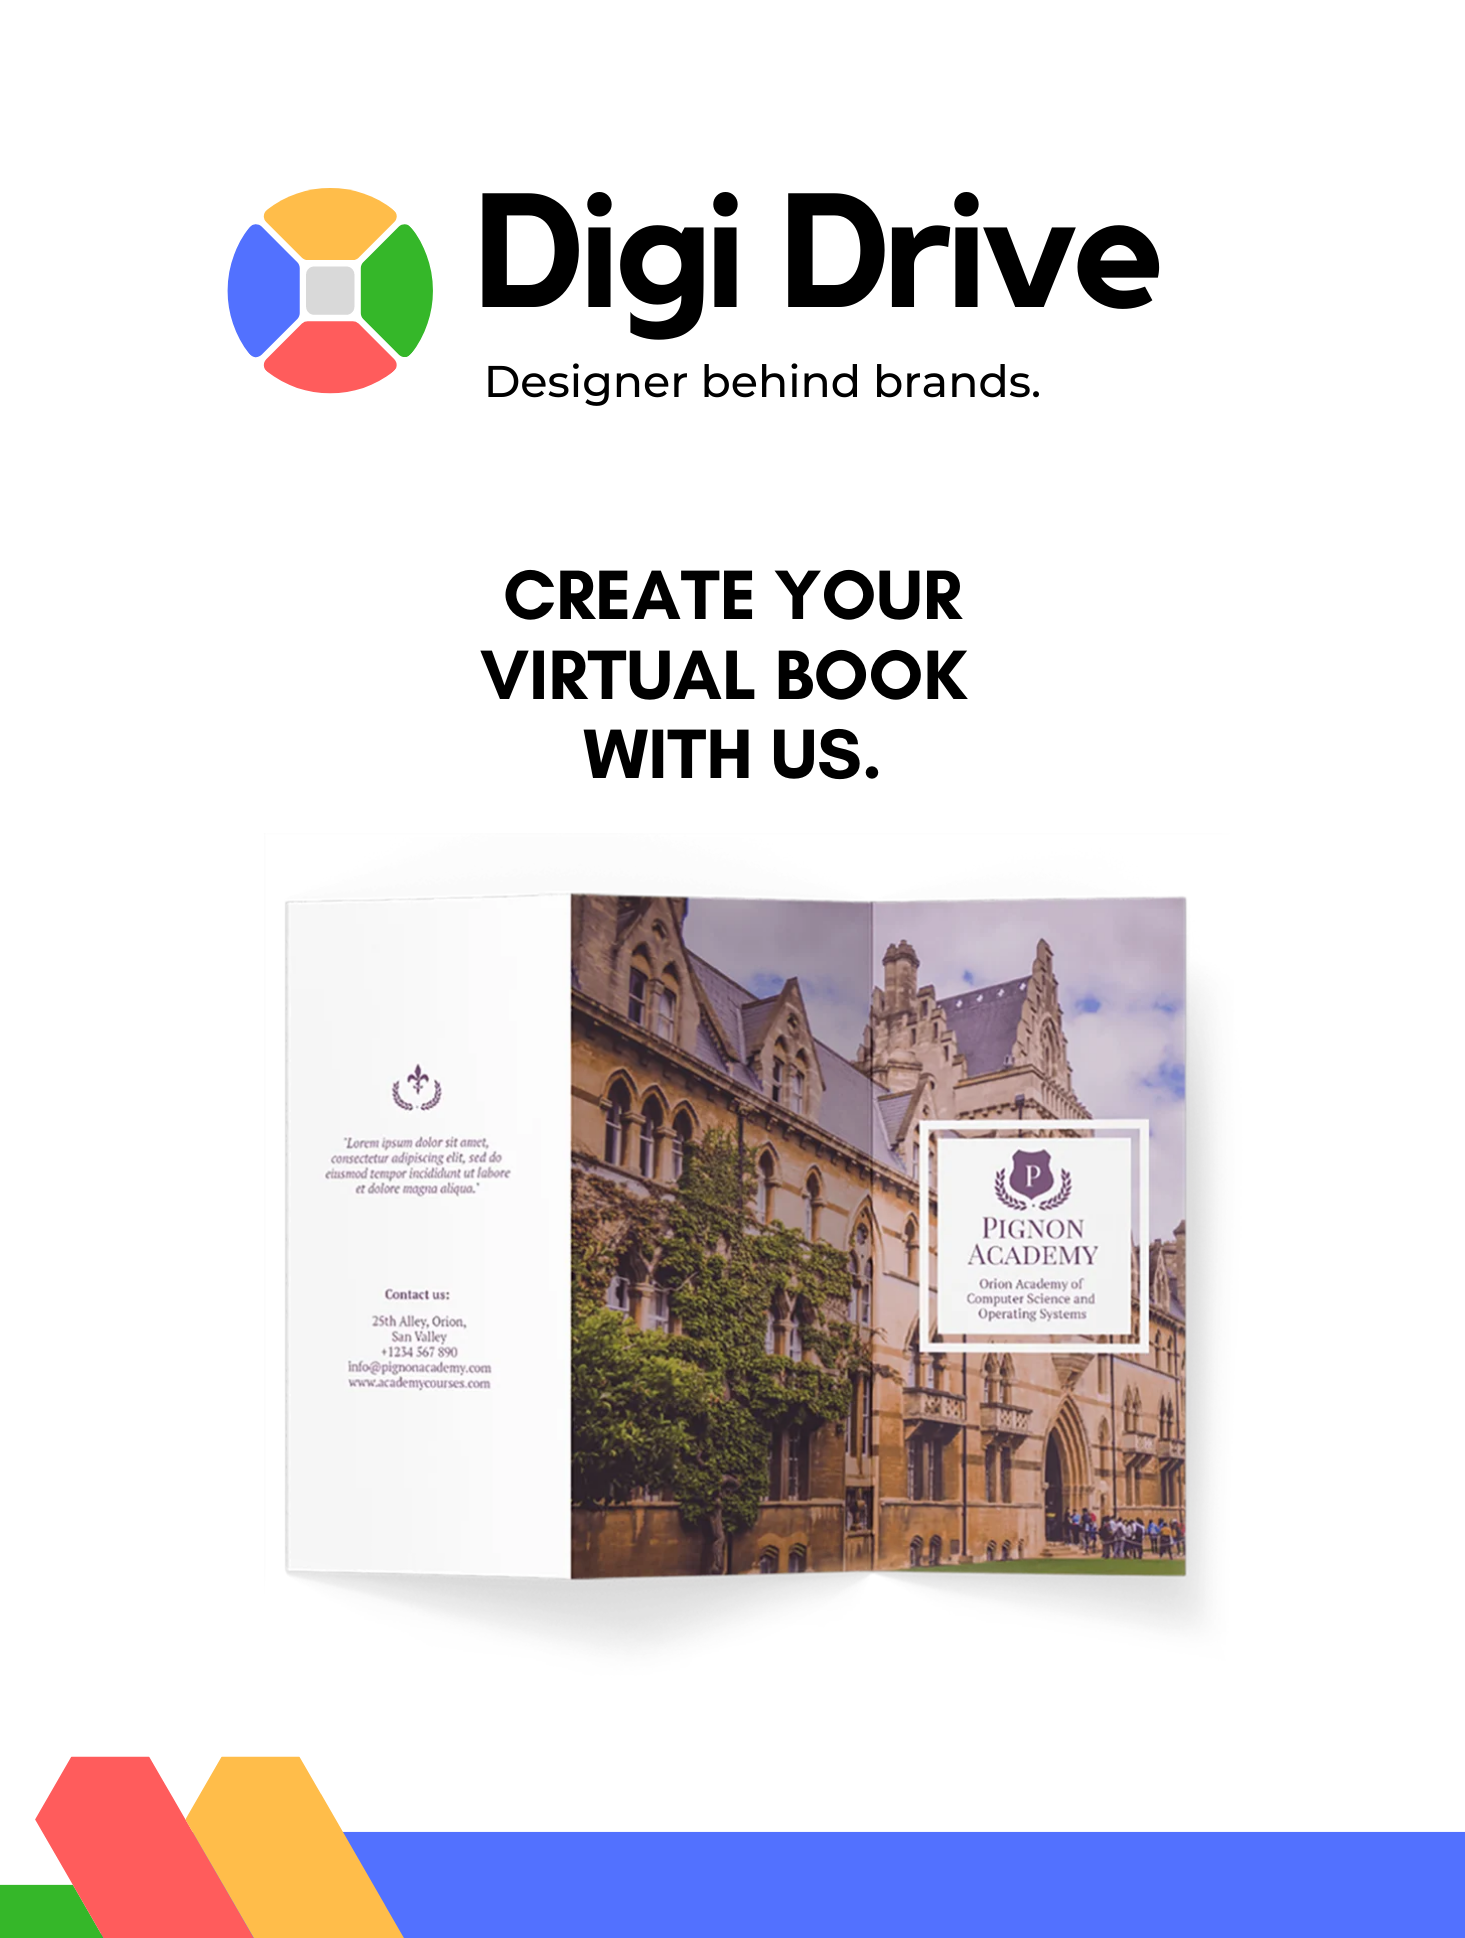 Digi Drive
Designer behind brands.
CREATE YOUR
VIRTUAL BOOK
WITH US.
"Lorem ipsum dolor sit amet,
consectetur adipiscing elit, sed do
eiusmod tempor incididunt ut labore
et dolore magna aliqua."
Contact us:
25th Alley, Orion,
San Valley
+1234 567 890
info@pignonacademy.com
www.academycourses.com
P
PIGNON
ACADEMY
Orion Academy of
Computer Science and
Operating Systems